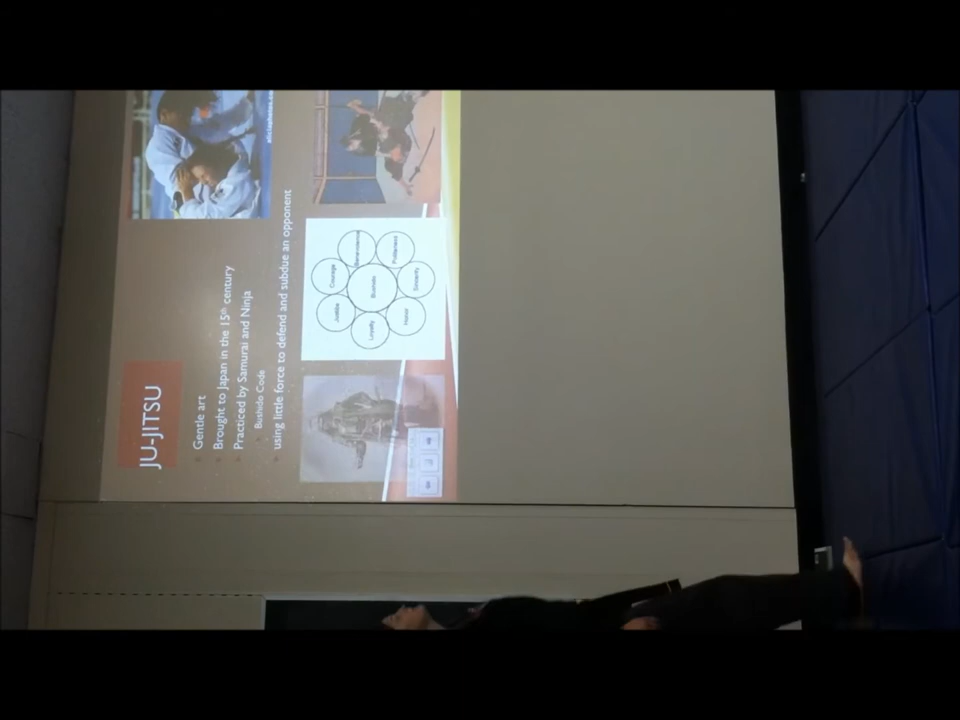 JU-JITSU
Gentle art
Brought to Japan in the 15th century
Practiced by Samurai and Ninja
Bushido Code
using little force to defend and subdue an opponent
Courage
Benevolence
Justice
Bushido
Politeness
Loyalty
Sincerity
Honor